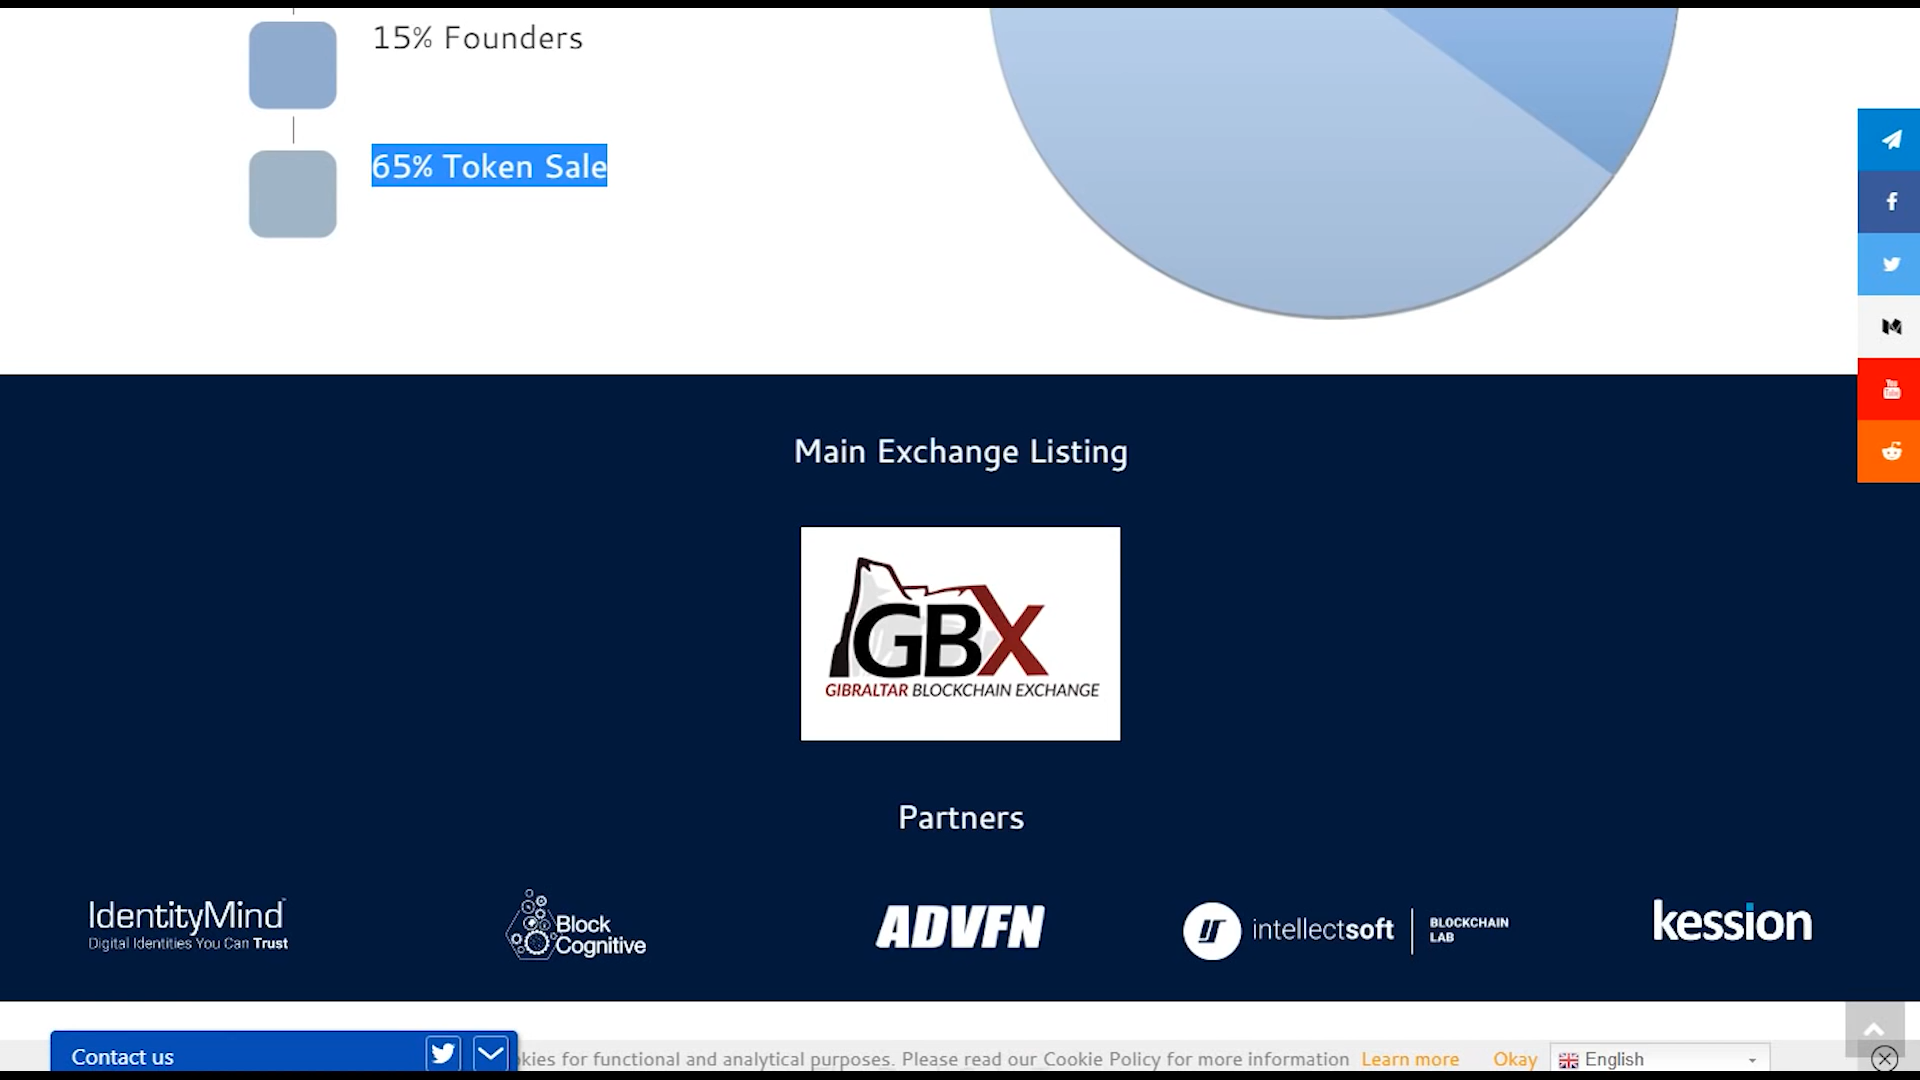 15% Founders
65% Token Sale
Main Exchange Listing
GBX
GIBRALTAR BLOCKCHAIN EXCHANGE
Partners
IdentityMind
Digital Identities You Can Trust
Block
Cognitive
ADVFN
intellectsoft
BLOCKCHAIN
LAB
kession
You
Tube
Contact us
kies for functional and analytical purposes. Please read our Cookie Policy for more information Learn more Okay English